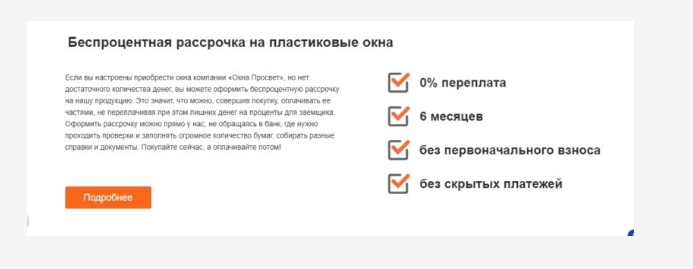 Беспроцентная рассрочка на пластиковые окна
Если вы настроены приобрести окна компании «Окна Просвет», но нет
достаточного количества денег, вы можете оформить беспроцентную рассрочку
на нашу продукцию. Это значит, что можно, совершив покупку, оплачивать ее
частями, не переплачивая при этом лишних денег на проценты для заемщика.
Оформить рассрочку можно прямо у нас, не обращаясь в банк, где нужно
проходить проверки и заполнять огромное количество бумаг, собирать разные
справки и документы. Покупайте сейчас, а оплачивайте потом!
Подробнее
0% переплата
6 месяцев
без первоначального взноса
без скрытых платежей